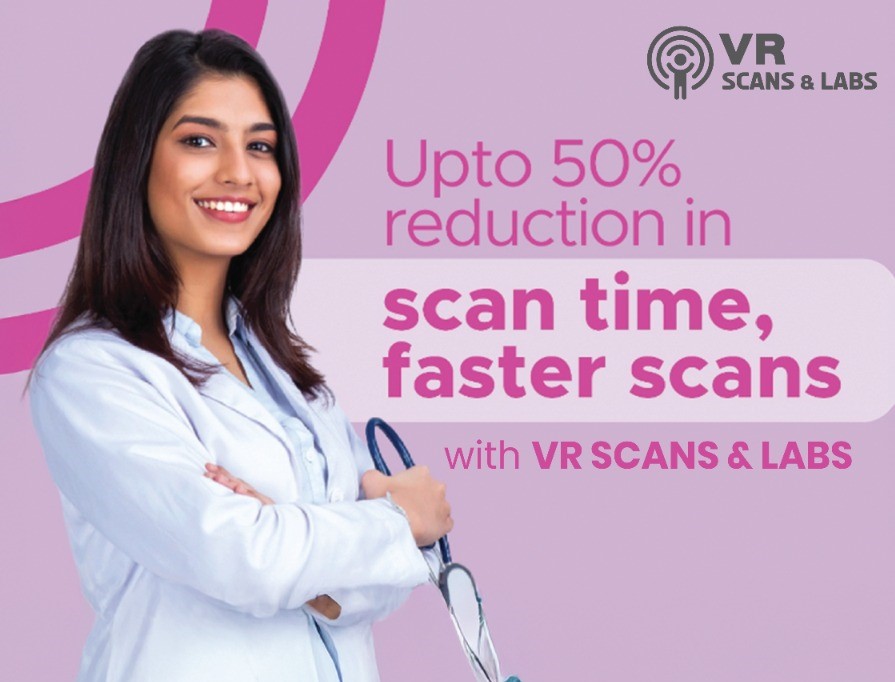 VR
SCANS & LABS
Upto 50%
reduction in
scan time,
faster scans
with VR SCANS & LABS